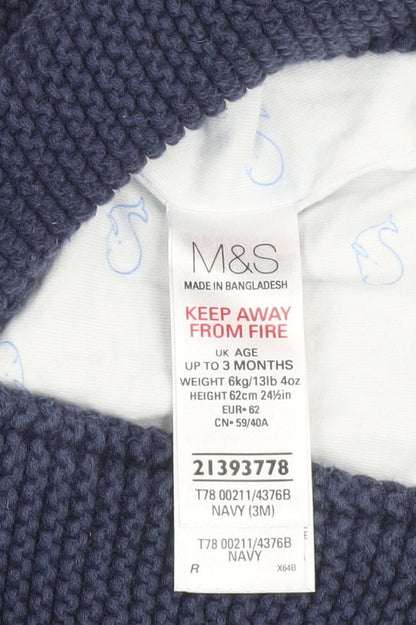 M&S
MADE IN BANGLADESH
KEEP AWAY
FROM FIRE
UK AGE
UP TO 3 MONTHS
WEIGHT 6kg/13lb 4oz
HEIGHT 62cm 24½in
EUR• 62
CN• 59/40A
21393778
T78 00211/4376B
NAVY (3M)
T78 00211/4376B
NAVY
R X64B